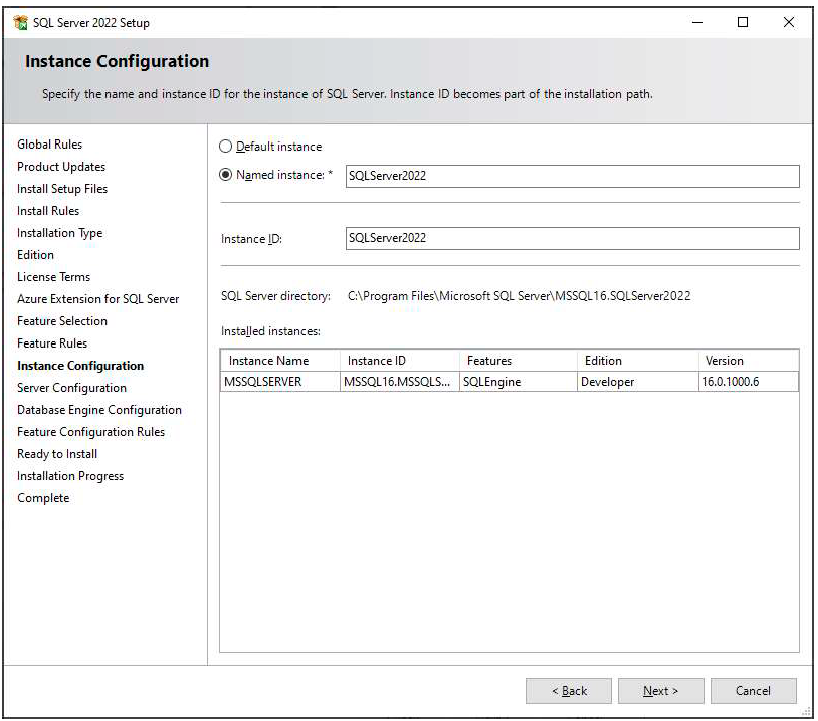 SQL Server 2022 Setup
Instance Configuration
Specify the name and instance ID for the instance of SQL Server. Instance ID becomes part of the installation path.
Global Rules
Product Updates
Install Setup Files
Install Rules
Installation Type
Edition
License Terms
Azure Extension for SQL Server
Feature Selection
Feature Rules
Instance Configuration
Server Configuration
Database Engine Configuration
Feature Configuration Rules
Ready to Install
Installation Progress
Complete
Default instance
Named instance: * SQLServer2022
Instance ID: SQLServer2022
SQL Server directory: C:\Program Files\Microsoft SQL Server\MSSQL16.SQLServer2022
Installed instances:
Instance Name Instance ID Features Edition Version
MSSQLSERVER MSSQL16.MSSQLS... SQLEngine Developer 16.0.1000.6
< Back Next > Cancel